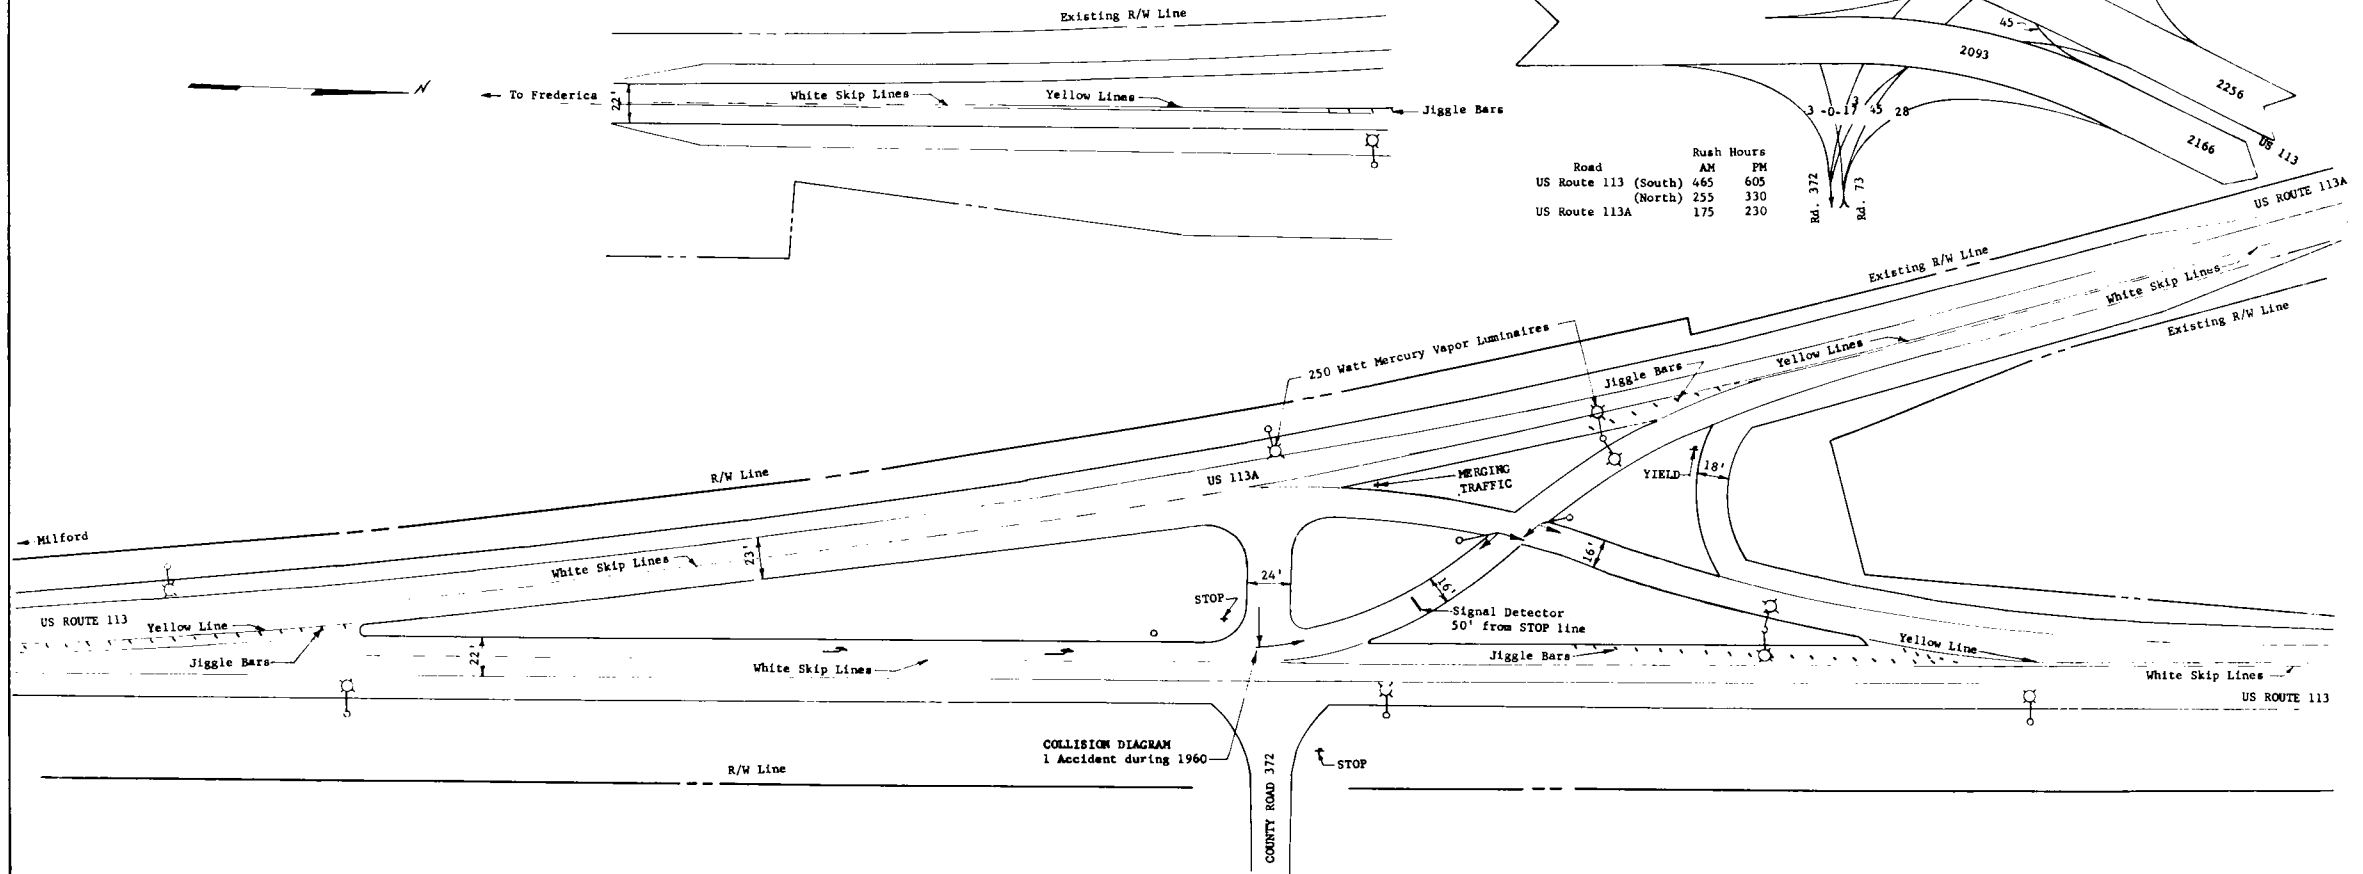 Existing R/W Line
N
← To Frederica
22'
White Skip Lines
Yellow Lines
Jiggle Bars
45
2093
2256
3 -0- 17 3 45 28
2166
US 113
Rd. 372
Rd. 73
Rush Hours
Road AM PM
US Route 113 (South) 465 605
(North) 255 330
US Route 113A 175 230
US ROUTE 113A
Existing R/W Line
White Skip Lines
Existing R/W Line
250 Watt Mercury Vapor Luminaires
Yellow Lines
Jiggle Bars
R/W Line
US 113A
MERGING
TRAFFIC
YIELD
18'
← Milford
White Skip Lines
23'
24'
16'
16'
STOP
Signal Detector
50' from STOP line
US ROUTE 113
Yellow Line
Jiggle Bars
22'
White Skip Lines
Jiggle Bars
Yellow Line
White Skip Lines
US ROUTE 113
COLLISION DIAGRAM
1 Accident during 1960
STOP
R/W Line
COUNTY ROAD 372